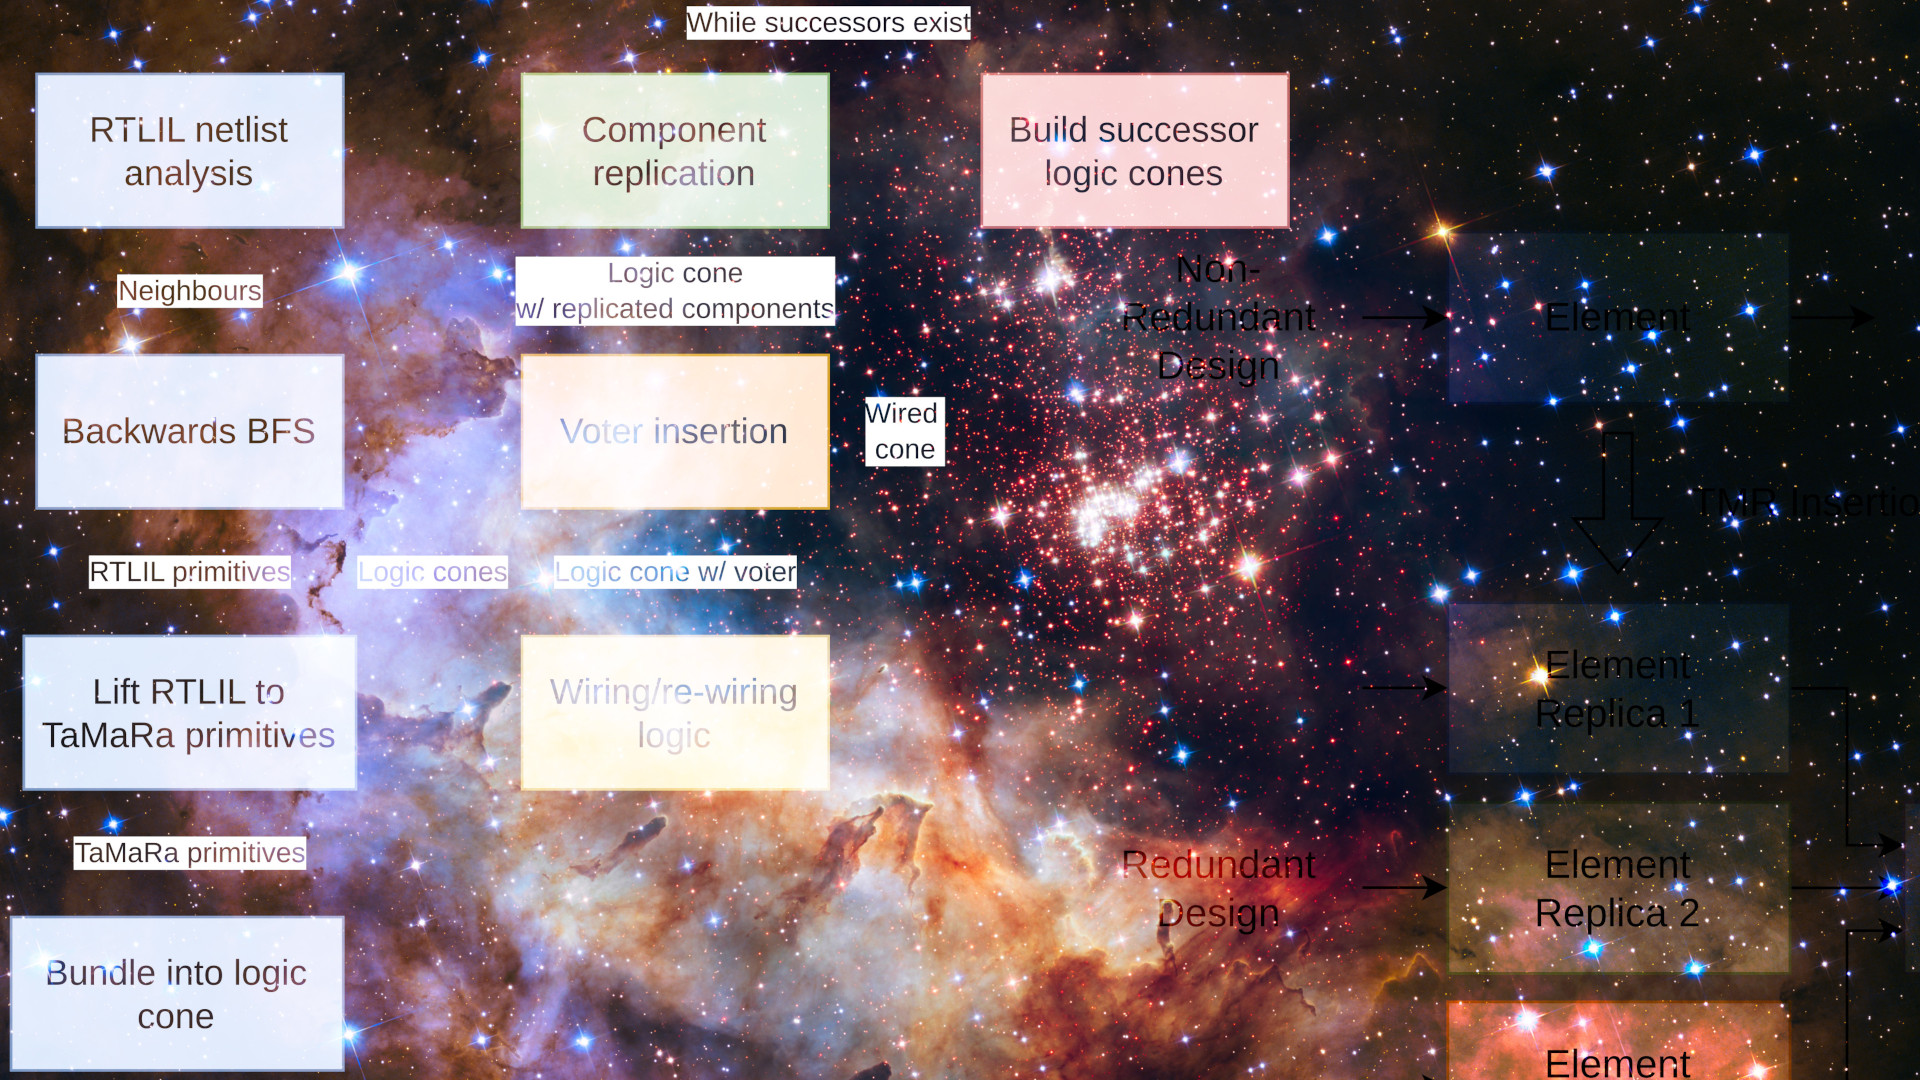 While successors exist
RTLIL netlist
analysis
Component
replication
Build successor
logic cones
Neighbours
Logic cone
w/ replicated components
Non-
Redundant
Design
Element
Backwards BFS
Voter insertion
Wired
cone
TMR Insertio
RTLIL primitives
Logic cones
Logic cone w/ voter
Lift RTLIL to
TaMaRa primitives
Wiring/re-wiring
logic
Element
Replica 1
TaMaRa primitives
Redundant
Design
Element
Replica 2
Bundle into logic
cone
Element